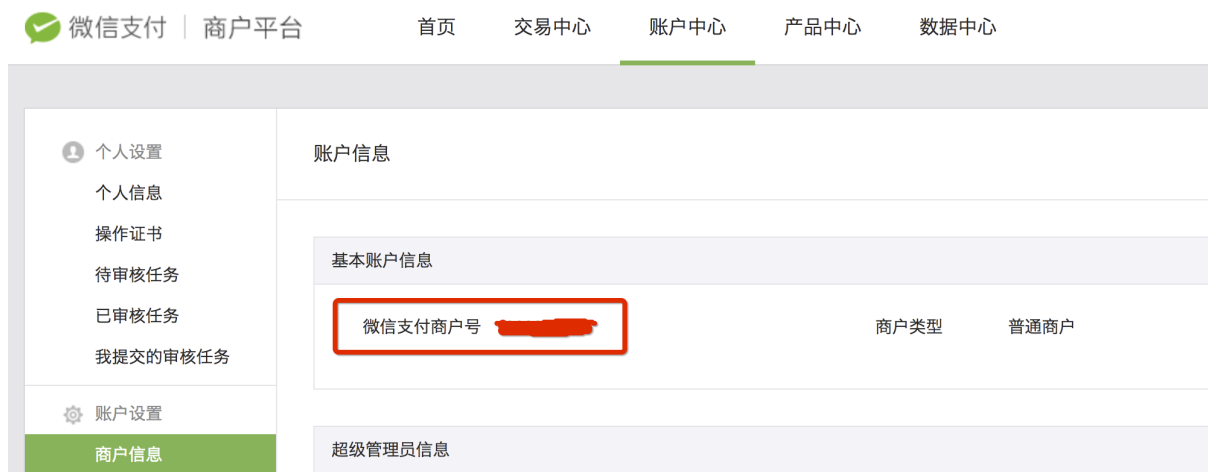 微信支付 | 商户平台 首页 交易中心 账户中心 产品中心 数据中心
个人设置
个人信息
操作证书
待审核任务
已审核任务
我提交的审核任务
账户设置
商户信息
账户信息
基本账户信息
微信支付商户号 商户类型 普通商户
超级管理员信息